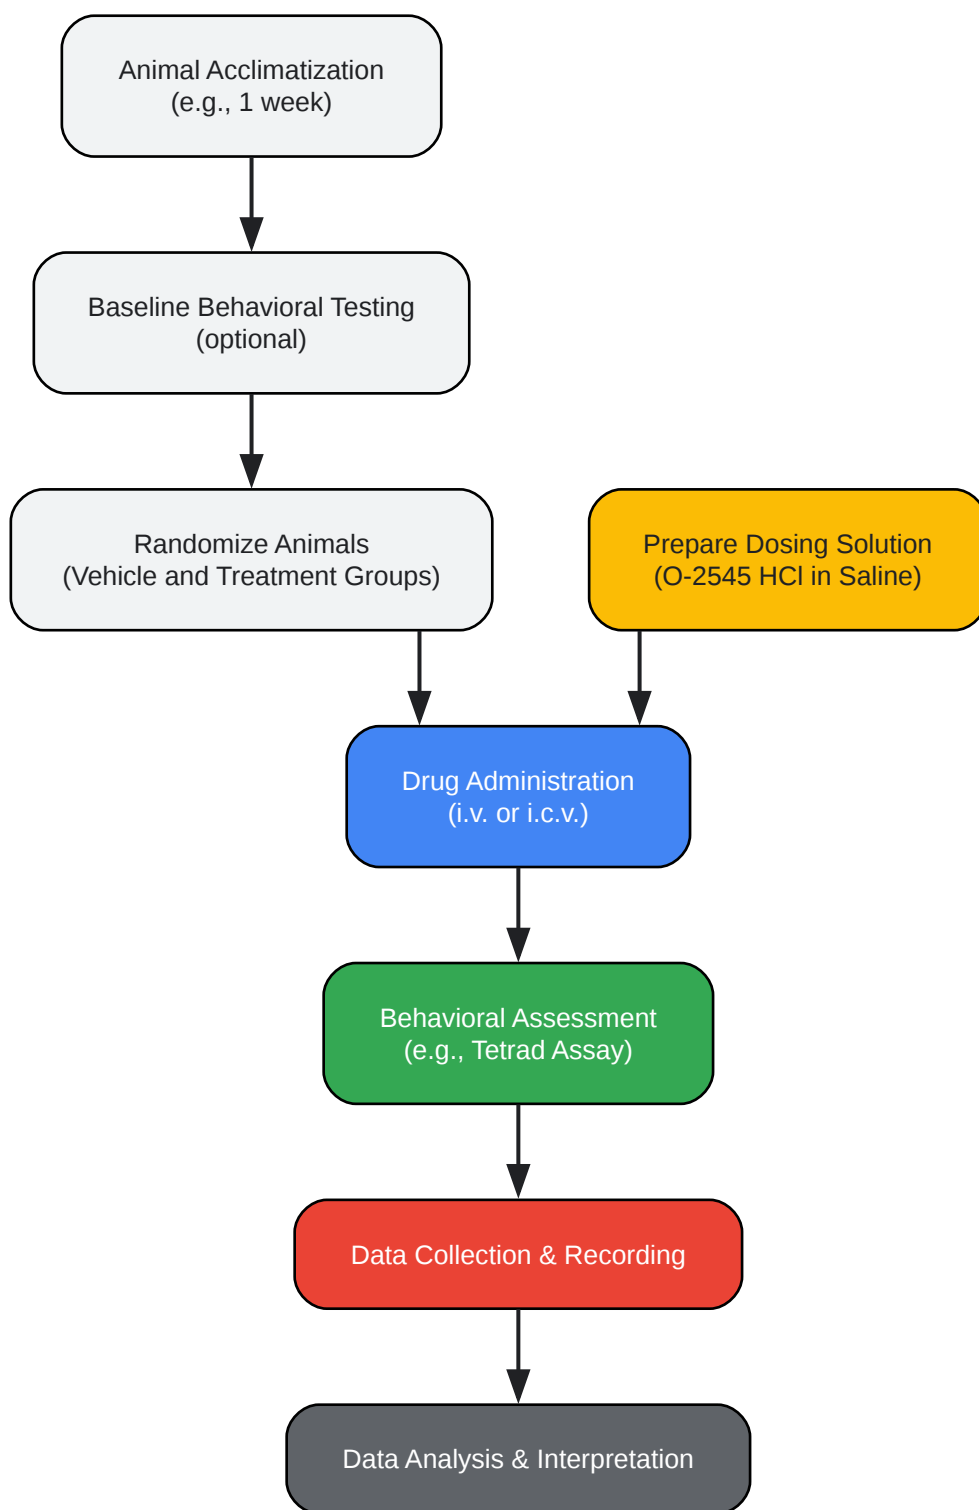 Animal Acclimatization
(e.g., 1 week)
Baseline Behavioral Testing
(optional)
Randomize Animals
(Vehicle and Treatment Groups)
Prepare Dosing Solution
(O-2545 HCl in Saline)
Drug Administration
(i.v. or i.c.v.)
Behavioral Assessment
(e.g., Tetrad Assay)
Data Collection & Recording
Data Analysis & Interpretation